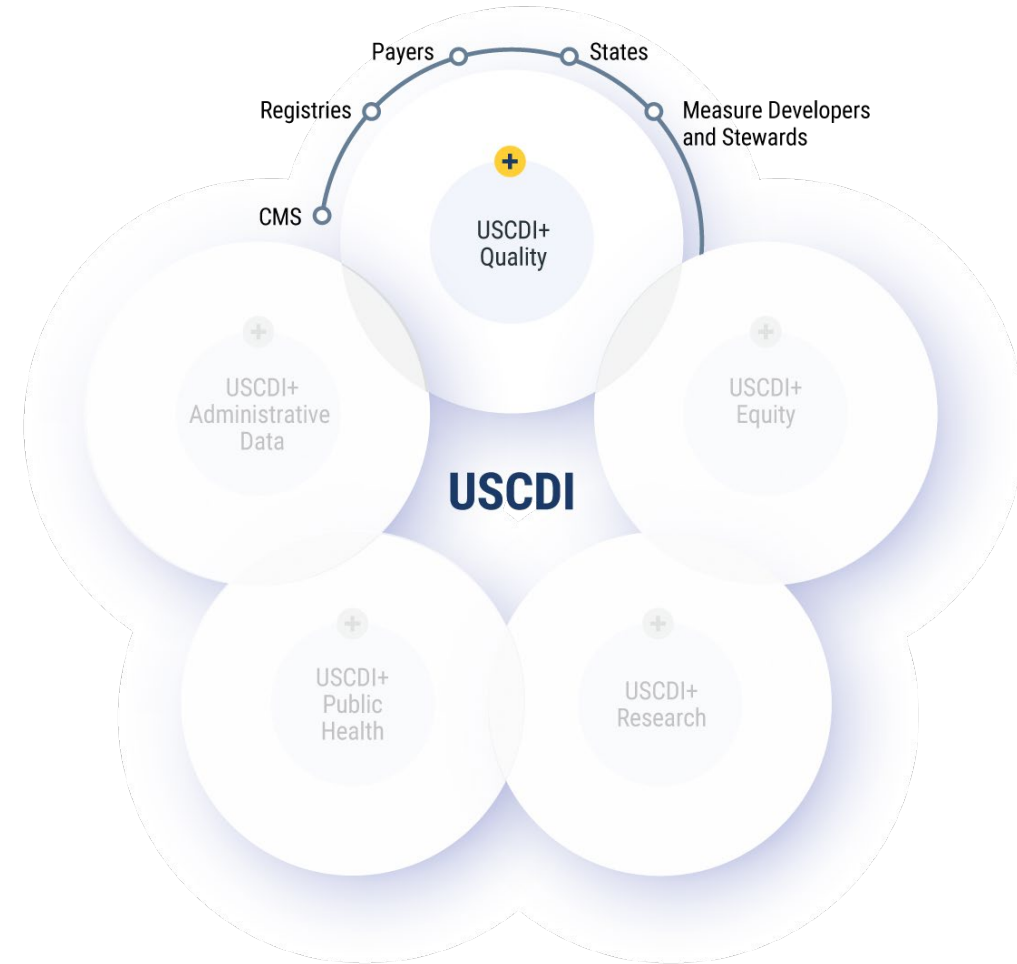 Payers
States
Registries
Measure Developers
and Stewards
CMS
USCDI+
Quality
USCDI+
Administrative
Data
USCDI+
Equity
USCDI
USCDI+
Public
Health
USCDI+
Research